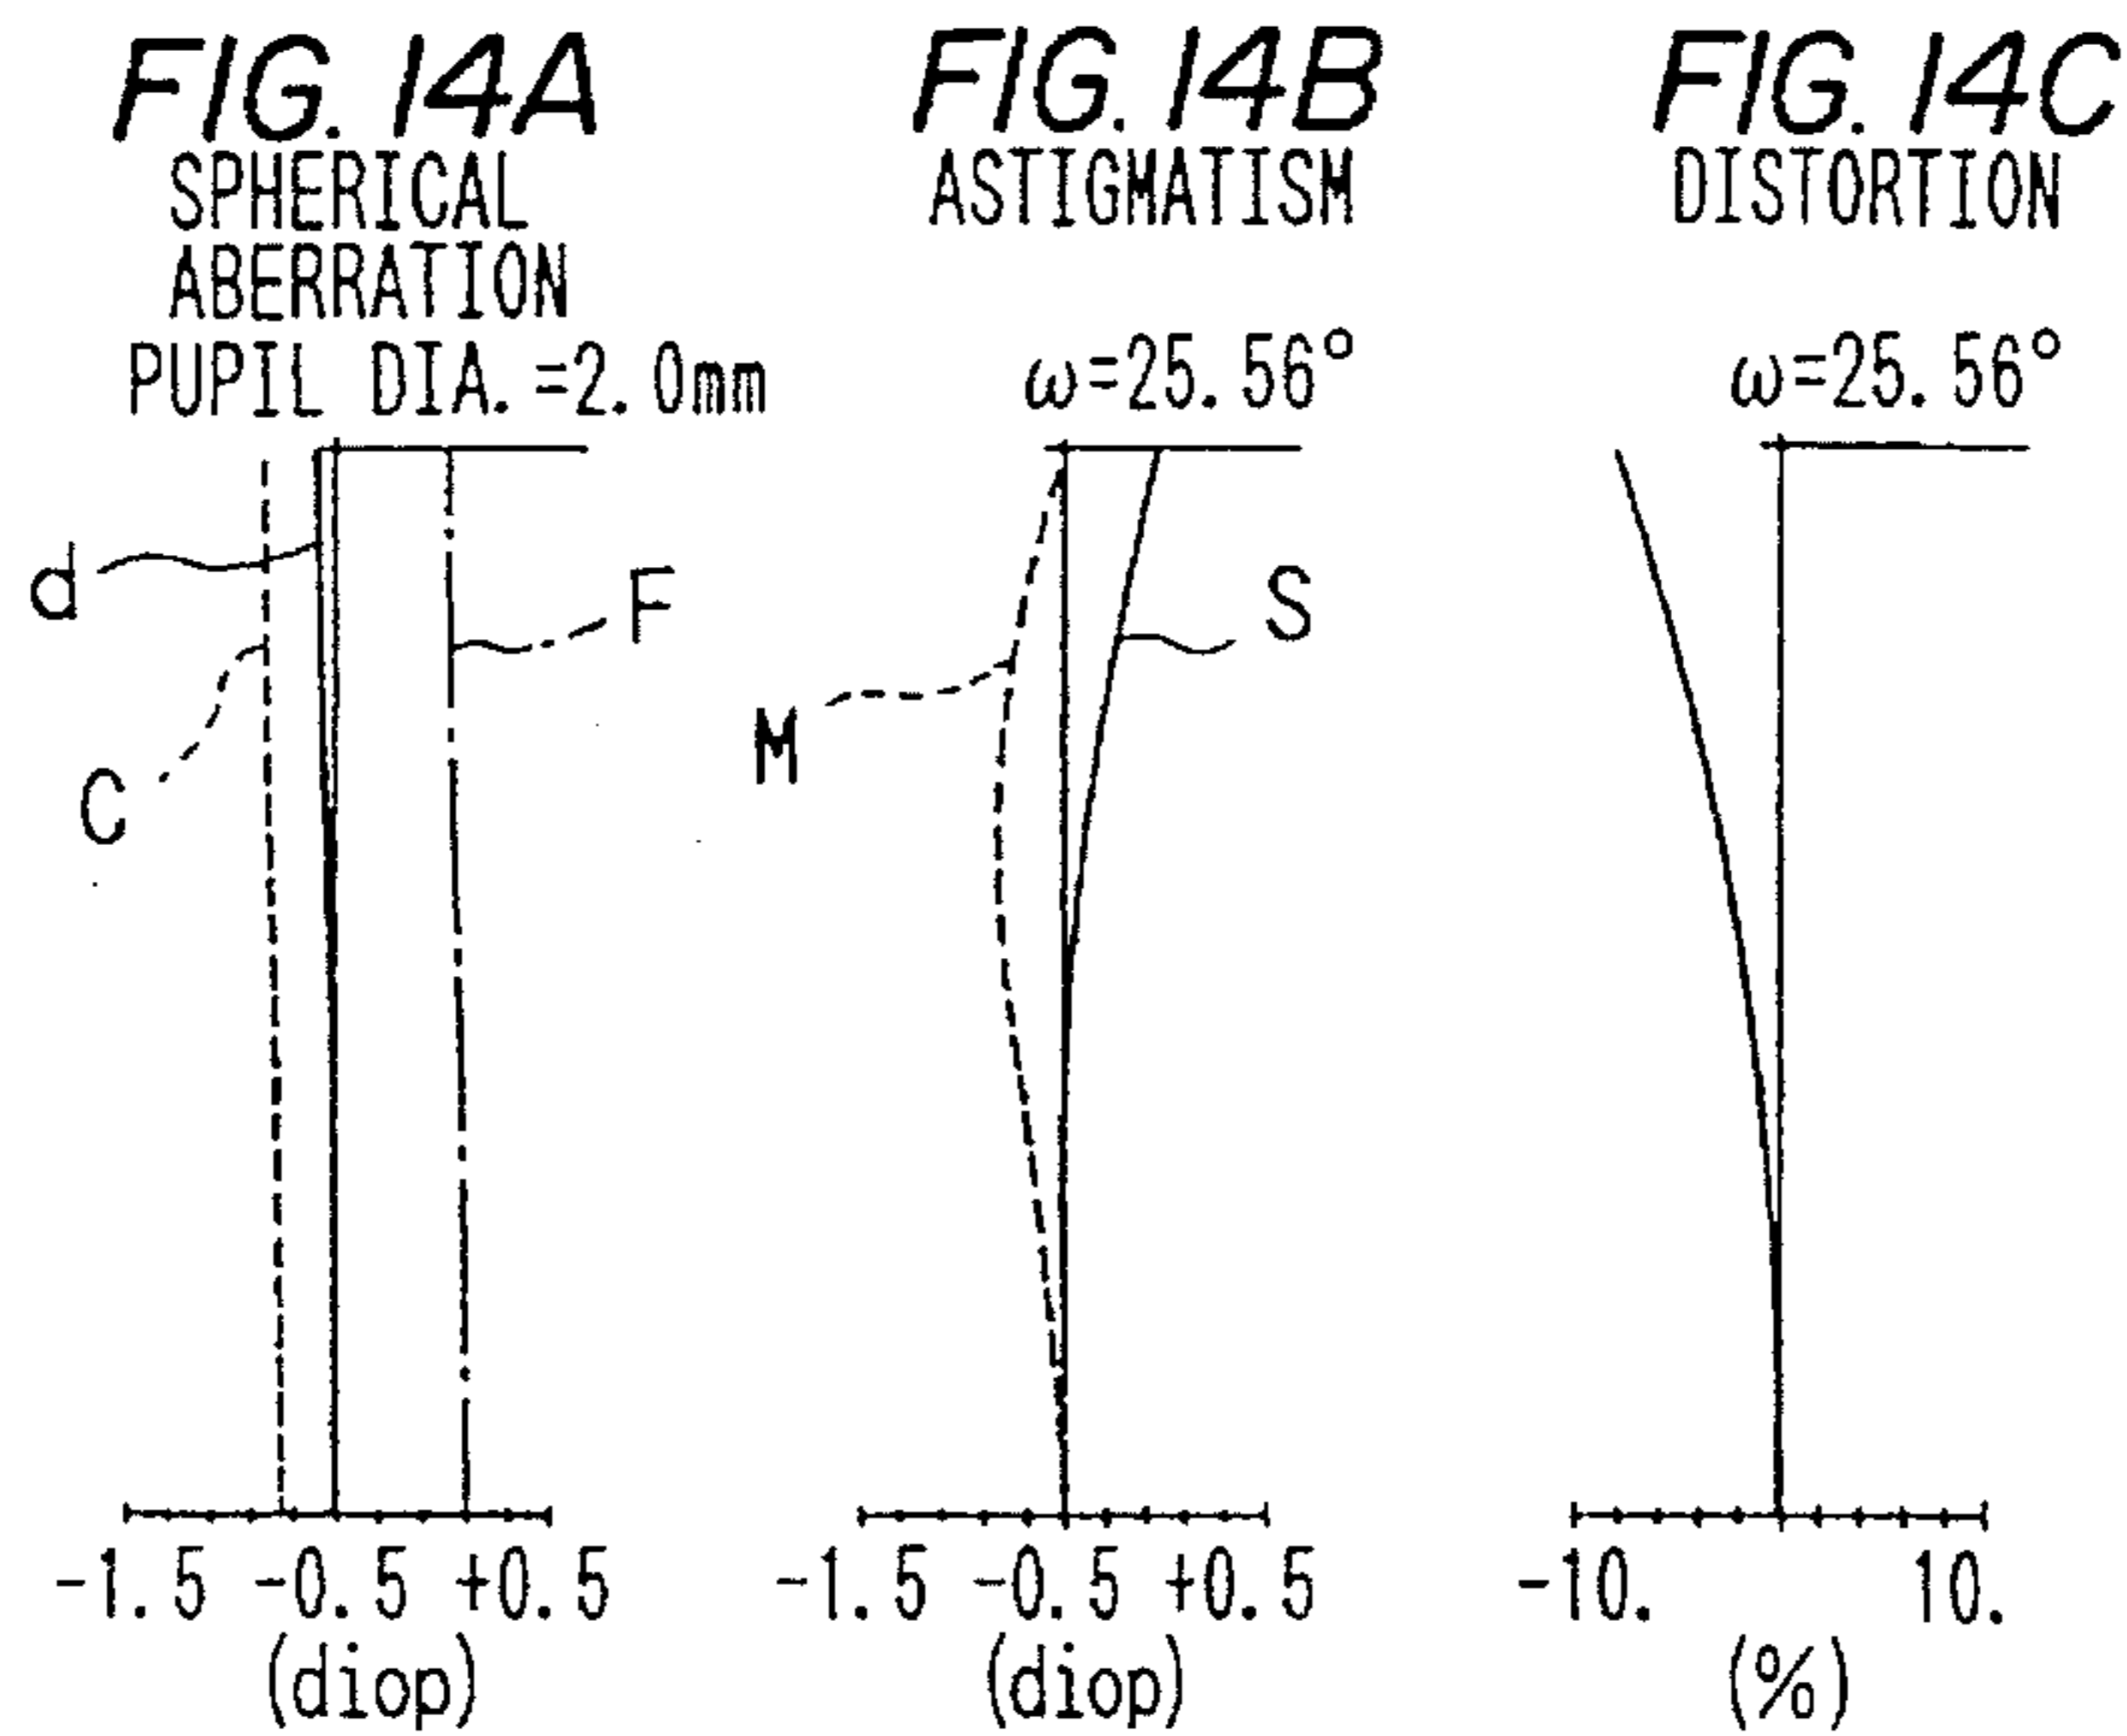 FIG. 14A
SPHERICAL
ABERRATION
PUPIL DIA.=2.0mm
d
C
F
-1.5 -0.5 +0.5
(diop)
FIG. 14B
ASTIGMATISM
ω=25.56°
M
S
-1.5 -0.5 +0.5
(diop)
FIG. 14C
DISTORTION
ω=25.56°
-10. 10.
(%)